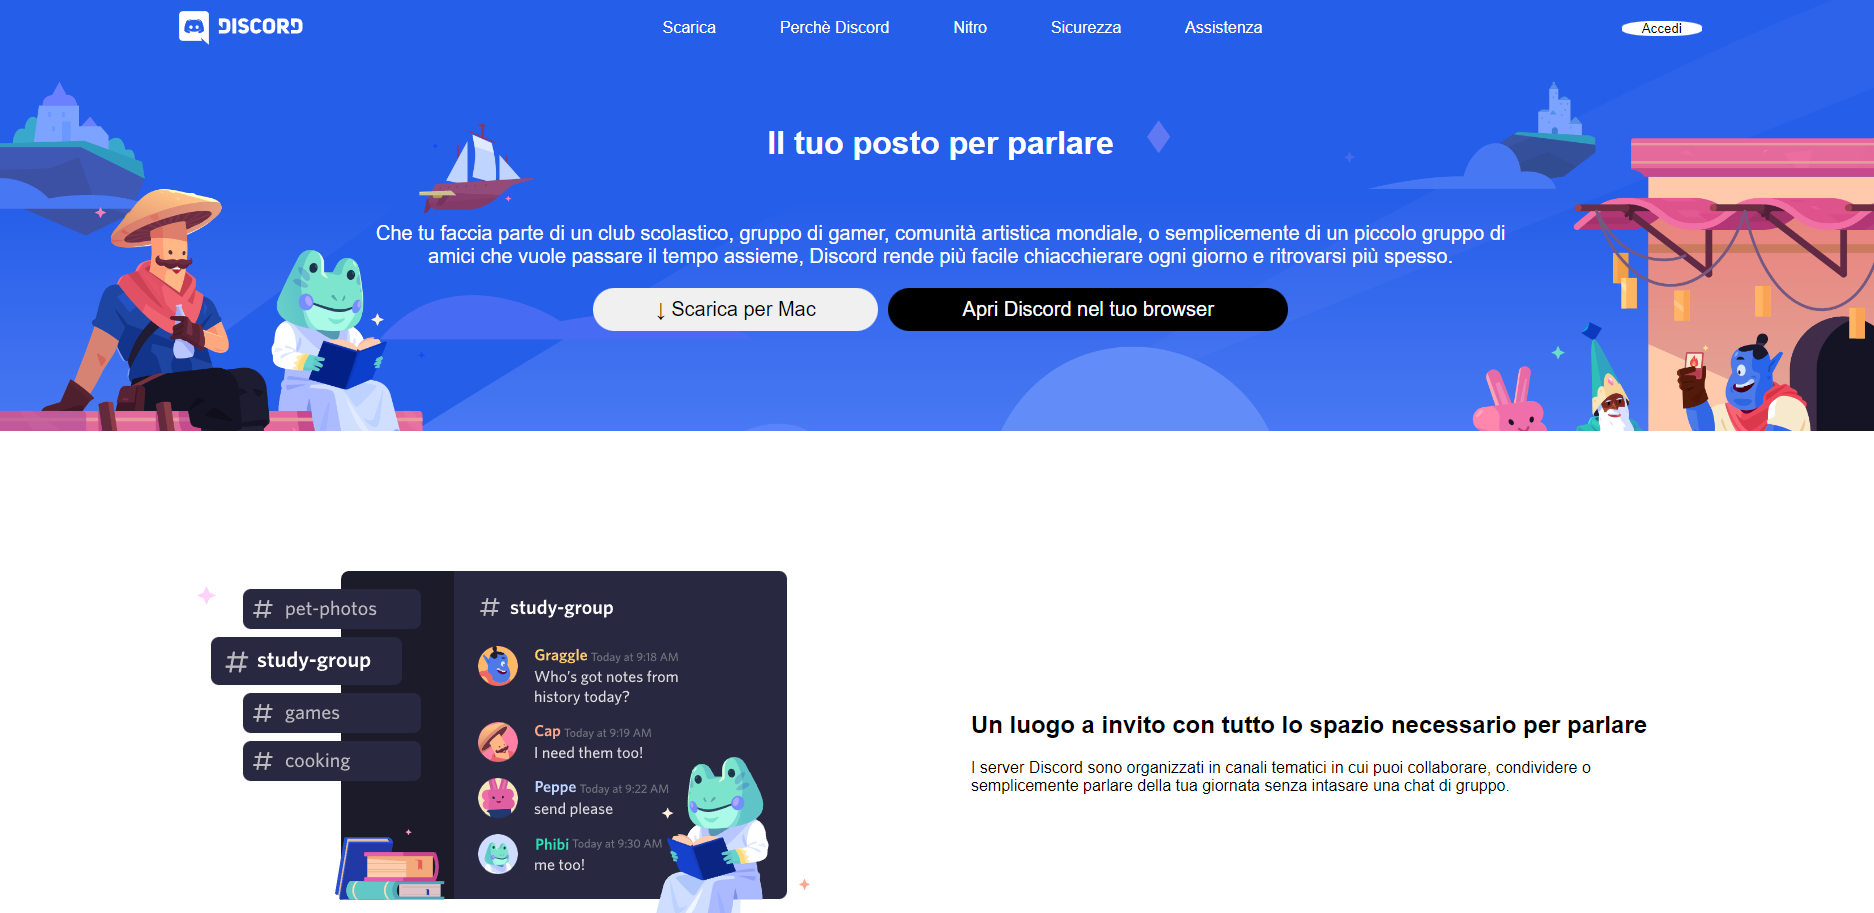 DISCORD
Scarica
Perchè Discord
Nitro
Sicurezza
Assistenza
Accedi
Il tuo posto per parlare
Che tu faccia parte di un club scolastico, gruppo di gamer, comunità artistica mondiale, o semplicemente di un piccolo gruppo di
amici che vuole passare il tempo assieme, Discord rende più facile chiacchierare ogni giorno e ritrovarsi più spesso.
↓ Scarica per Mac
Apri Discord nel tuo browser
# pet-photos
# study-group
# games
# cooking
# study-group
Graggle Today at 9:18 AM
Who's got notes from
history today?
Cap Today at 9:19 AM
I need them too!
Peppe Today at 9:22 AM
send please
Phibi Today at 9:30 AM
me too!
Un luogo a invito con tutto lo spazio necessario per parlare
I server Discord sono organizzati in canali tematici in cui puoi collaborare, condividere o
semplicemente parlare della tua giornata senza intasare una chat di gruppo.